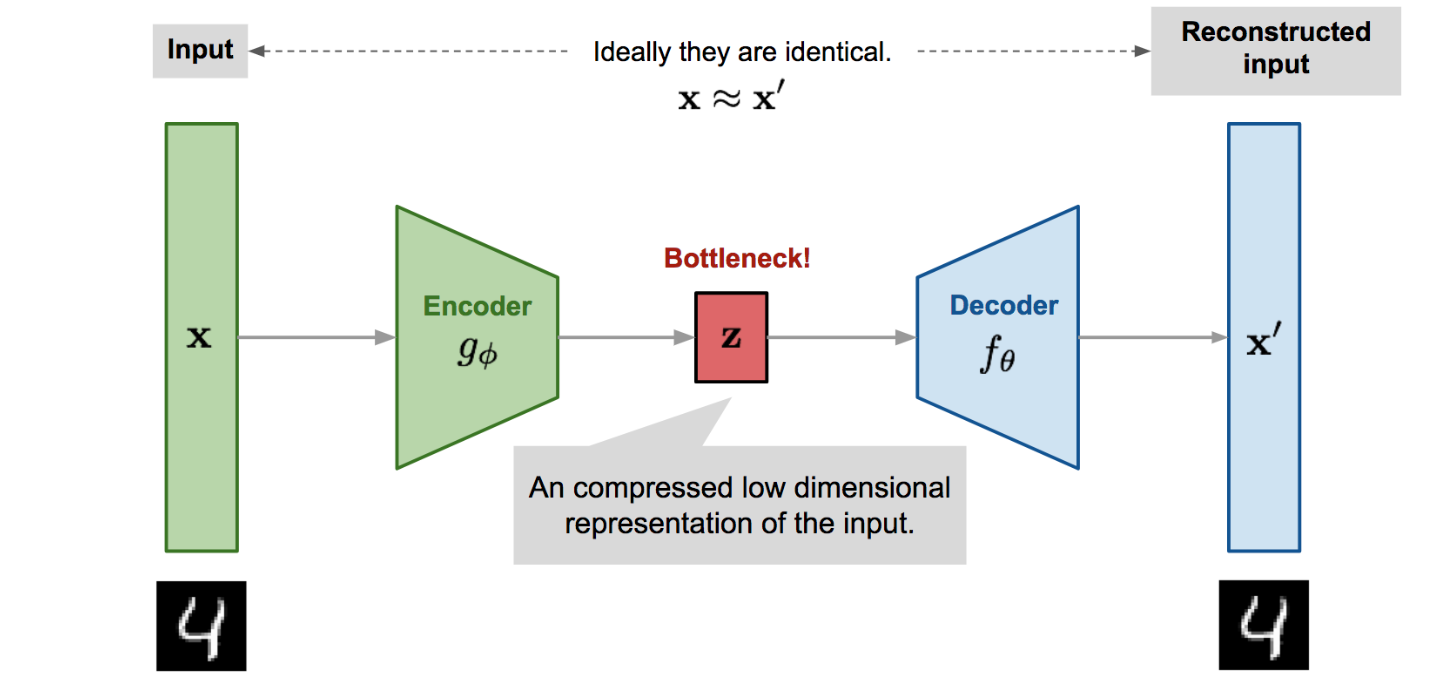 Input
Ideally they are identical.
x ≈ x′
Reconstructed
input
x
Encoder
gϕ
Bottleneck!
z
Decoder
fθ
x′
An compressed low dimensional
representation of the input.
4
4